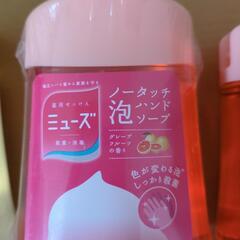 薬用せっけん
ミューズ
殺菌・消毒
ノータッチ
泡ハンド
ソープ
グレープ
フルーツ
の香り
色が変わる泡
しっかり殺菌